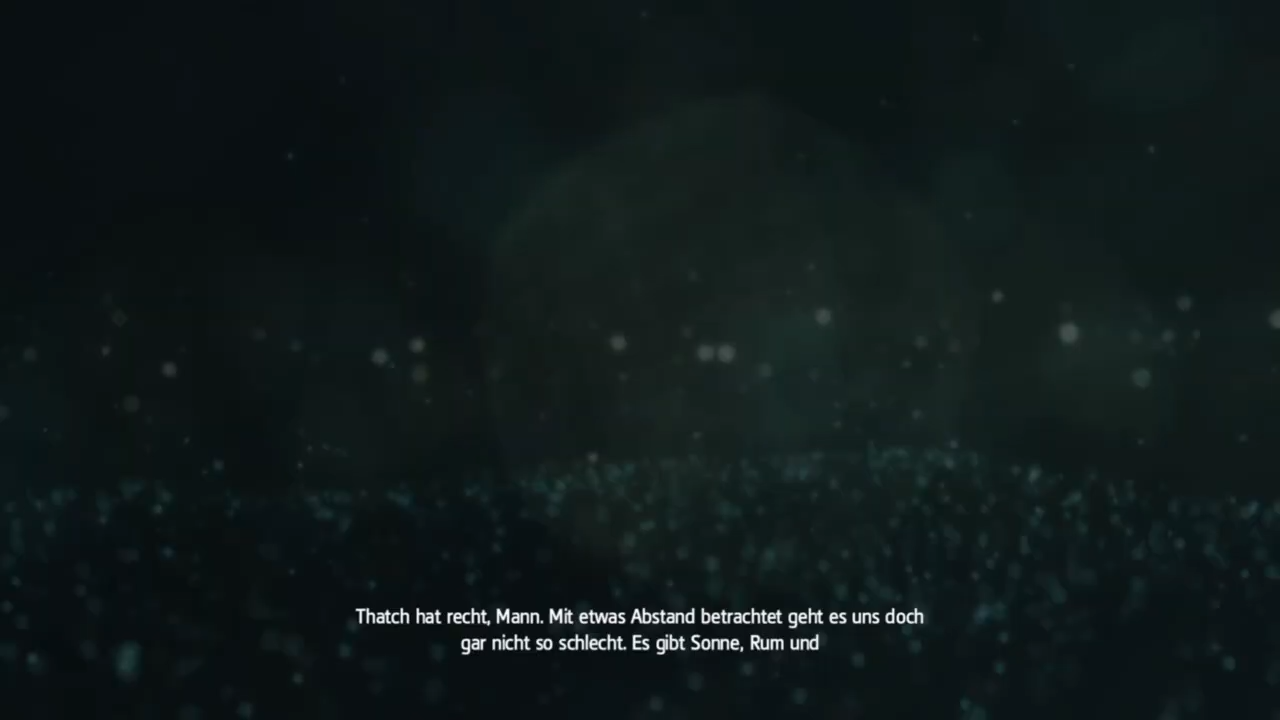 Thatch hat recht, Mann. Mit etwas Abstand betrachtet geht es uns doch
gar nicht so schlecht. Es gibt Sonne, Rum und